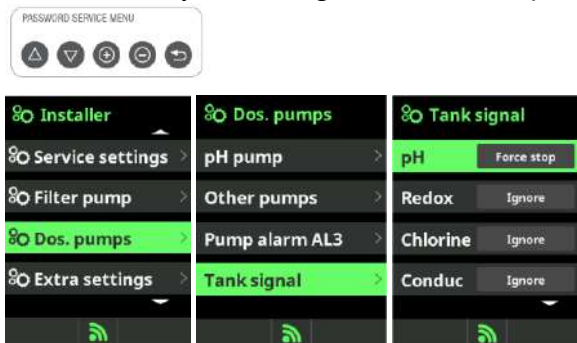 PASSWORD SERVICE MENU
Installer
Service settings
Filter pump
Dos. pumps
Extra settings
Dos. pumps
pH pump
Other pumps
Pump alarm AL3
Tank signal
Tank signal
pH Force stop
Redox Ignore
Chlorine Ignore
Conduc Ignore